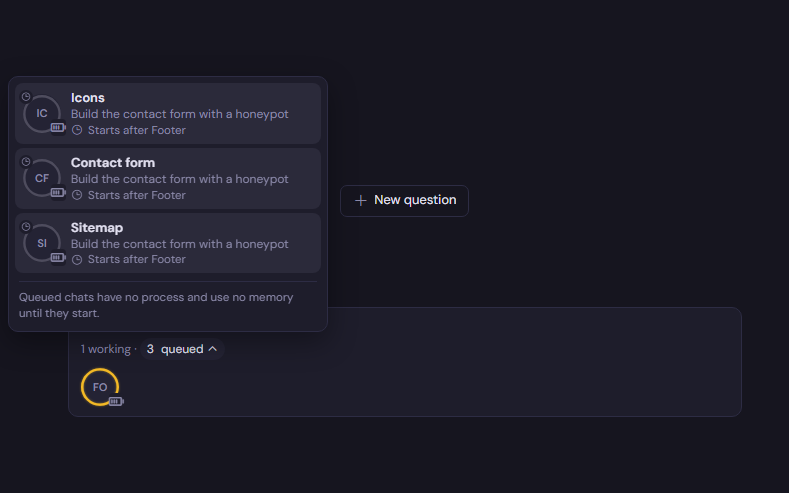 IC
Icons
Build the contact form with a honeypot
Starts after Footer
CF
Contact form
Build the contact form with a honeypot
Starts after Footer
SI
Sitemap
Build the contact form with a honeypot
Starts after Footer
Queued chats have no process and use no memory
until they start.
New question
1 working · 3 queued
FO